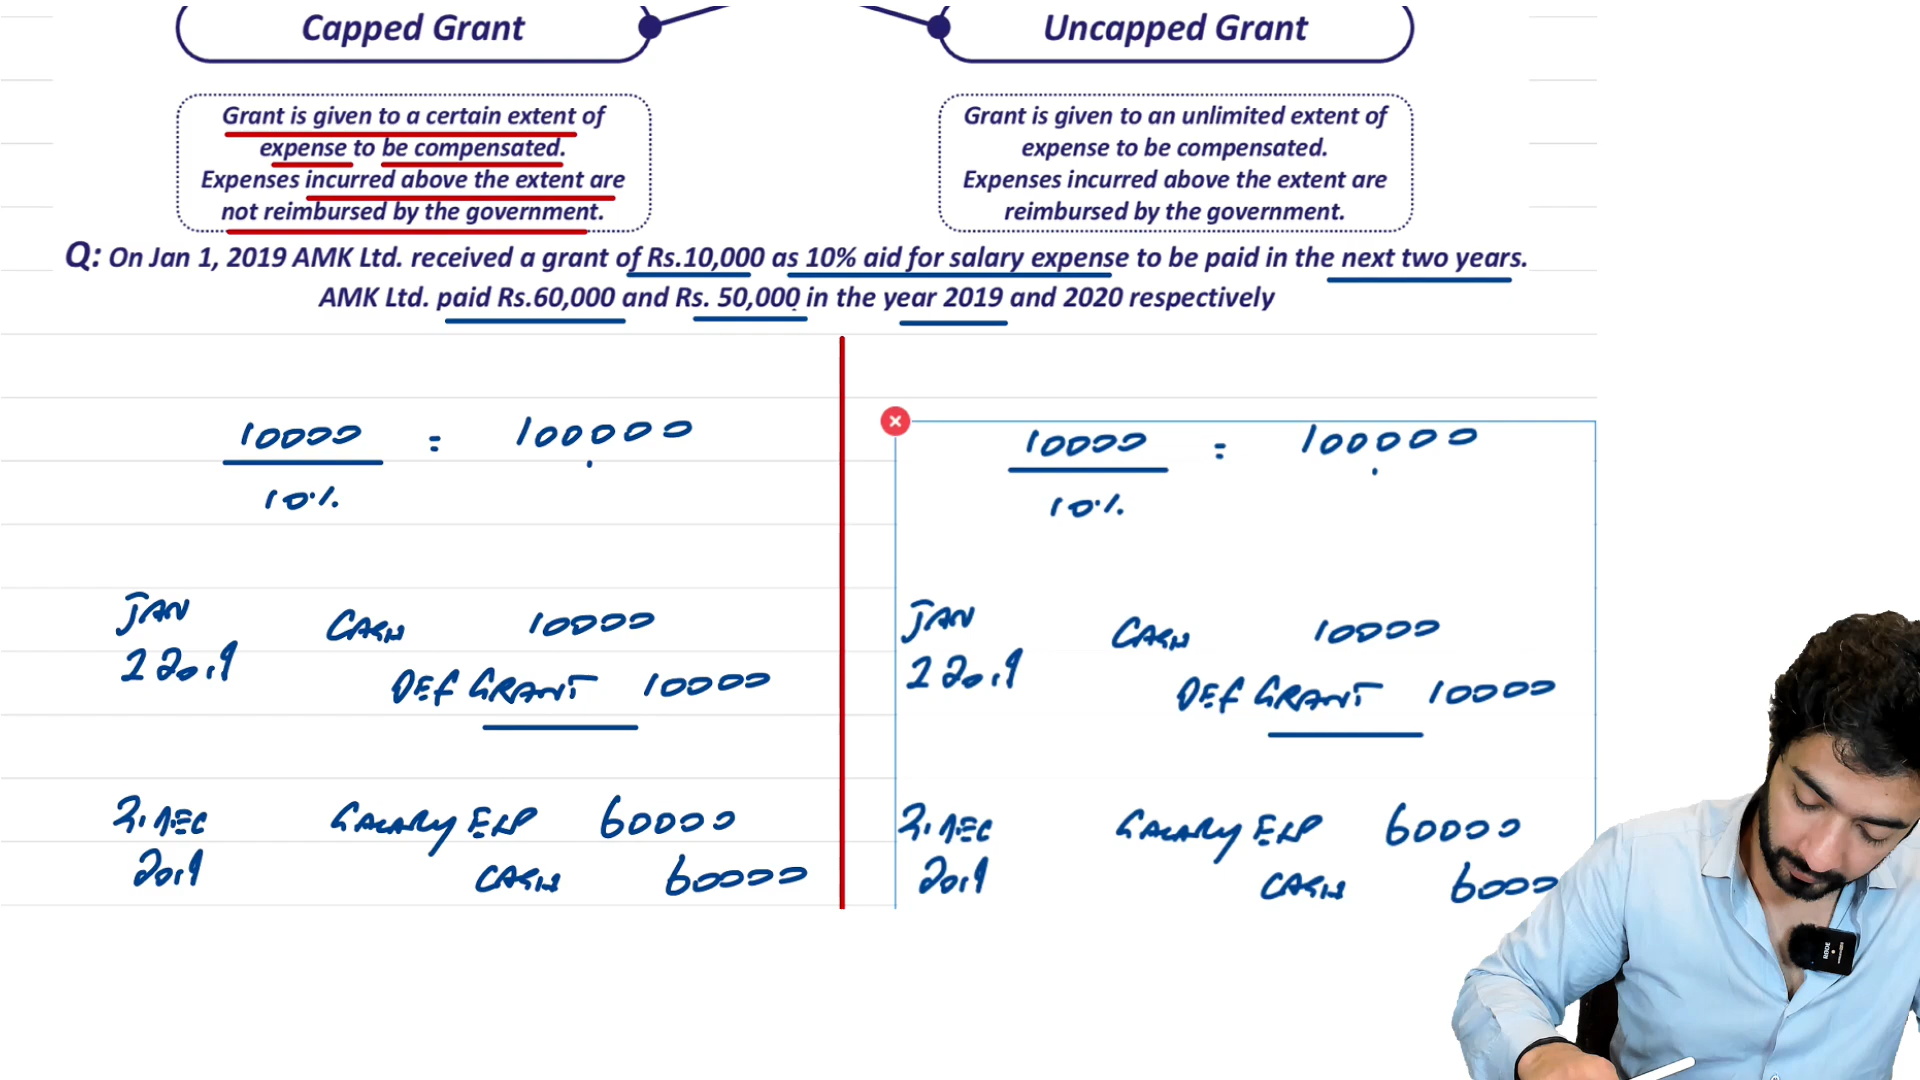 Capped Grant
Uncapped Grant
Grant is given to a certain extent of
expense to be compensated.
Expenses incurred above the extent are
not reimbursed by the government.
Grant is given to an unlimited extent of
expense to be compensated.
Expenses incurred above the extent are
reimbursed by the government.
Q: On Jan 1, 2019 AMK Ltd. received a grant of Rs.10,000 as 10% aid for salary expense to be paid in the next two years.
AMK Ltd. paid Rs.60,000 and Rs. 50,000 in the year 2019 and 2020 respectively
10000 = 100000
10%
JAN CASH 10000
1 2019
DEF GRANT 10000
31 DEC SALARY EXP 60000
2019 CASH 60000
10000 = 100000
10%
JAN CASH 10000
1 2019
DEF GRANT 10000
31 DEC SALARY EXP 60000
2019 CASH 6000
RODE